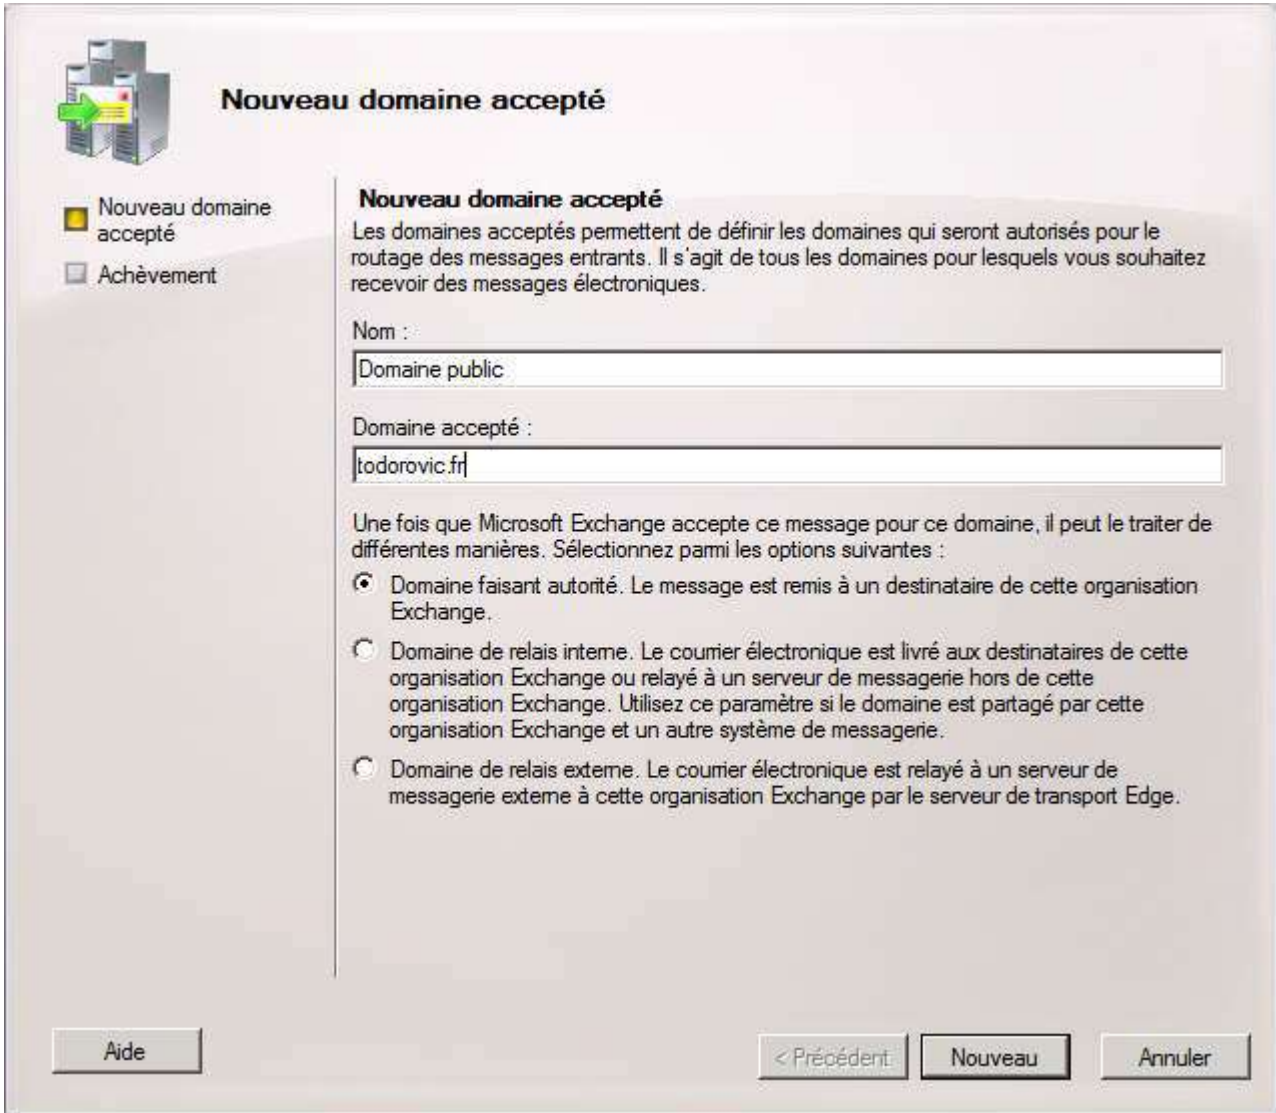 Nouveau domaine accepté
Nouveau domaine
accepté
Achèvement
Nouveau domaine accepté
Les domaines acceptés permettent de définir les domaines qui seront autorisés pour le
routage des messages entrants. Il s'agit de tous les domaines pour lesquels vous souhaitez
recevoir des messages électroniques.
Nom :
Domaine public
Domaine accepté :
todorovic.fr
Une fois que Microsoft Exchange accepte ce message pour ce domaine, il peut le traiter de
différentes manières. Sélectionnez parmi les options suivantes :
Domaine faisant autorité. Le message est remis à un destinataire de cette organisation
Exchange.
Domaine de relais interne. Le courrier électronique est livré aux destinataires de cette
organisation Exchange ou relayé à un serveur de messagerie hors de cette
organisation Exchange. Utilisez ce paramètre si le domaine est partagé par cette
organisation Exchange et un autre système de messagerie.
Domaine de relais externe. Le courrier électronique est relayé à un serveur de
messagerie externe à cette organisation Exchange par le serveur de transport Edge.
Aide
< Précédent
Nouveau
Annuler